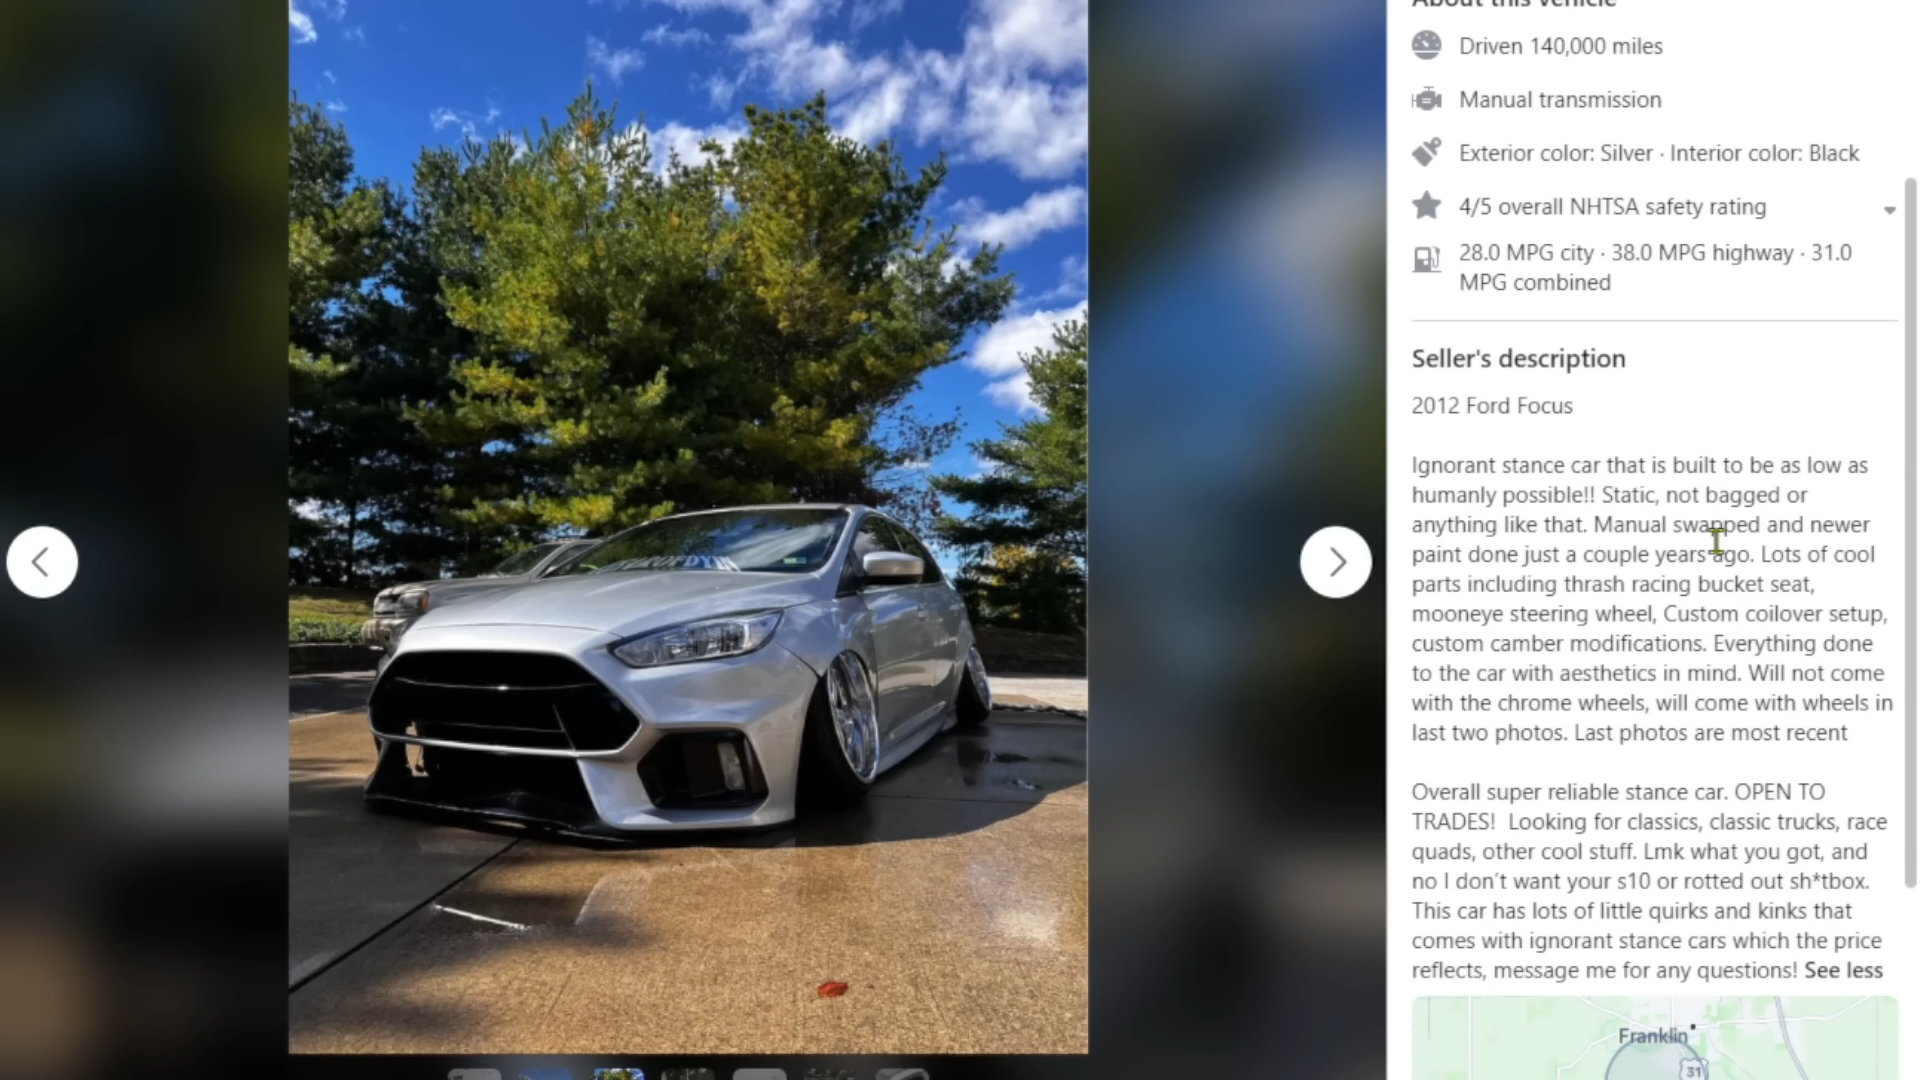 About this vehicle
Driven 140,000 miles
Manual transmission
Exterior color: Silver · Interior color: Black
4/5 overall NHTSA safety rating
28.0 MPG city · 38.0 MPG highway · 31.0
MPG combined
Seller's description
2012 Ford Focus
Ignorant stance car that is built to be as low as
humanly possible!! Static, not bagged or
anything like that. Manual swapped and newer
paint done just a couple years ago. Lots of cool
parts including thrash racing bucket seat,
mooneye steering wheel, Custom coilover setup,
custom camber modifications. Everything done
to the car with aesthetics in mind. Will not come
with the chrome wheels, will come with wheels in
last two photos. Last photos are most recent
Overall super reliable stance car. OPEN TO
TRADES!  Looking for classics, classic trucks, race
quads, other cool stuff. Lmk what you got, and
no I don't want your s10 or rotted out sh*tbox.
This car has lots of little quirks and kinks that
comes with ignorant stance cars which the price
reflects, message me for any questions! See less
Franklin
31